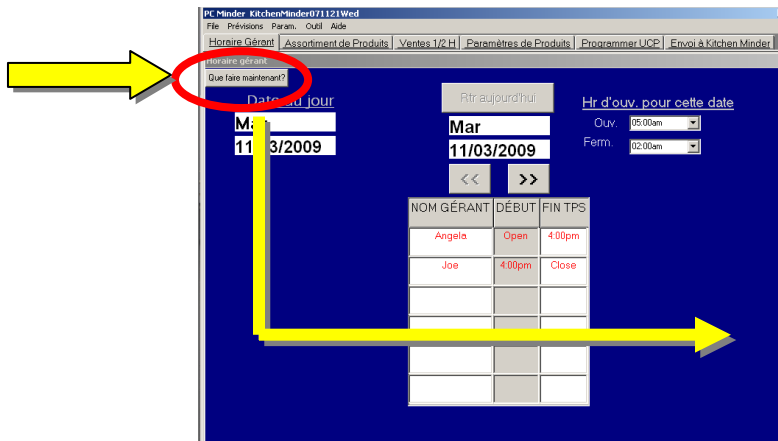 PC Minder KitchenMinder071121Wed
File Prévisions Param. Outil Aide
Horaire Gérant Assortiment de Produits Ventes 1/2 H Paramètres de Produits Programmer UCP Envoi à Kitchen Minder
Horaire gérant
Que faire maintenant?
Date du jour
Rtr aujourd'hui
Hr d'ouv. pour cette date
Mar
Mar
Ouv. 05:00am
11/03/2009
11/03/2009
Ferm. 02:00am
<< >>
NOM GÉRANT DÉBUT FIN TPS
Angela Open 4:00pm
Joe 4:00pm Close